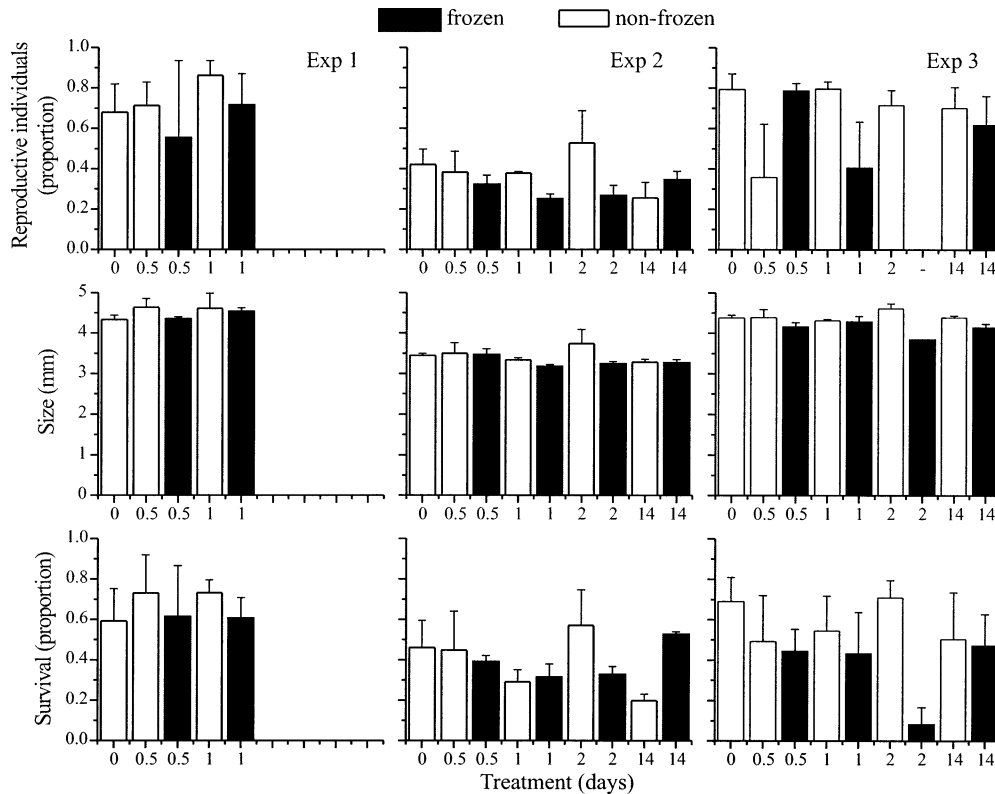 frozen non-frozen
Exp 1 Exp 2 Exp 3
Reproductive individuals
(proportion)
1.0
0.8
0.6
0.4
0.2
0.0
0 0.5 0.5 1 1
0 0.5 0.5 1 1 2 2 14 14
0 0.5 0.5 1 1 2 - 14 14
Size (mm)
5
4
3
2
1
0
0 0.5 0.5 1 1
0 0.5 0.5 1 1 2 2 14 14
0 0.5 0.5 1 1 2 2 14 14
Survival (proportion)
1.0
0.8
0.6
0.4
0.2
0.0
0 0.5 0.5 1 1
0 0.5 0.5 1 1 2 2 14 14
0 0.5 0.5 1 1 2 2 14 14
Treatment (days)